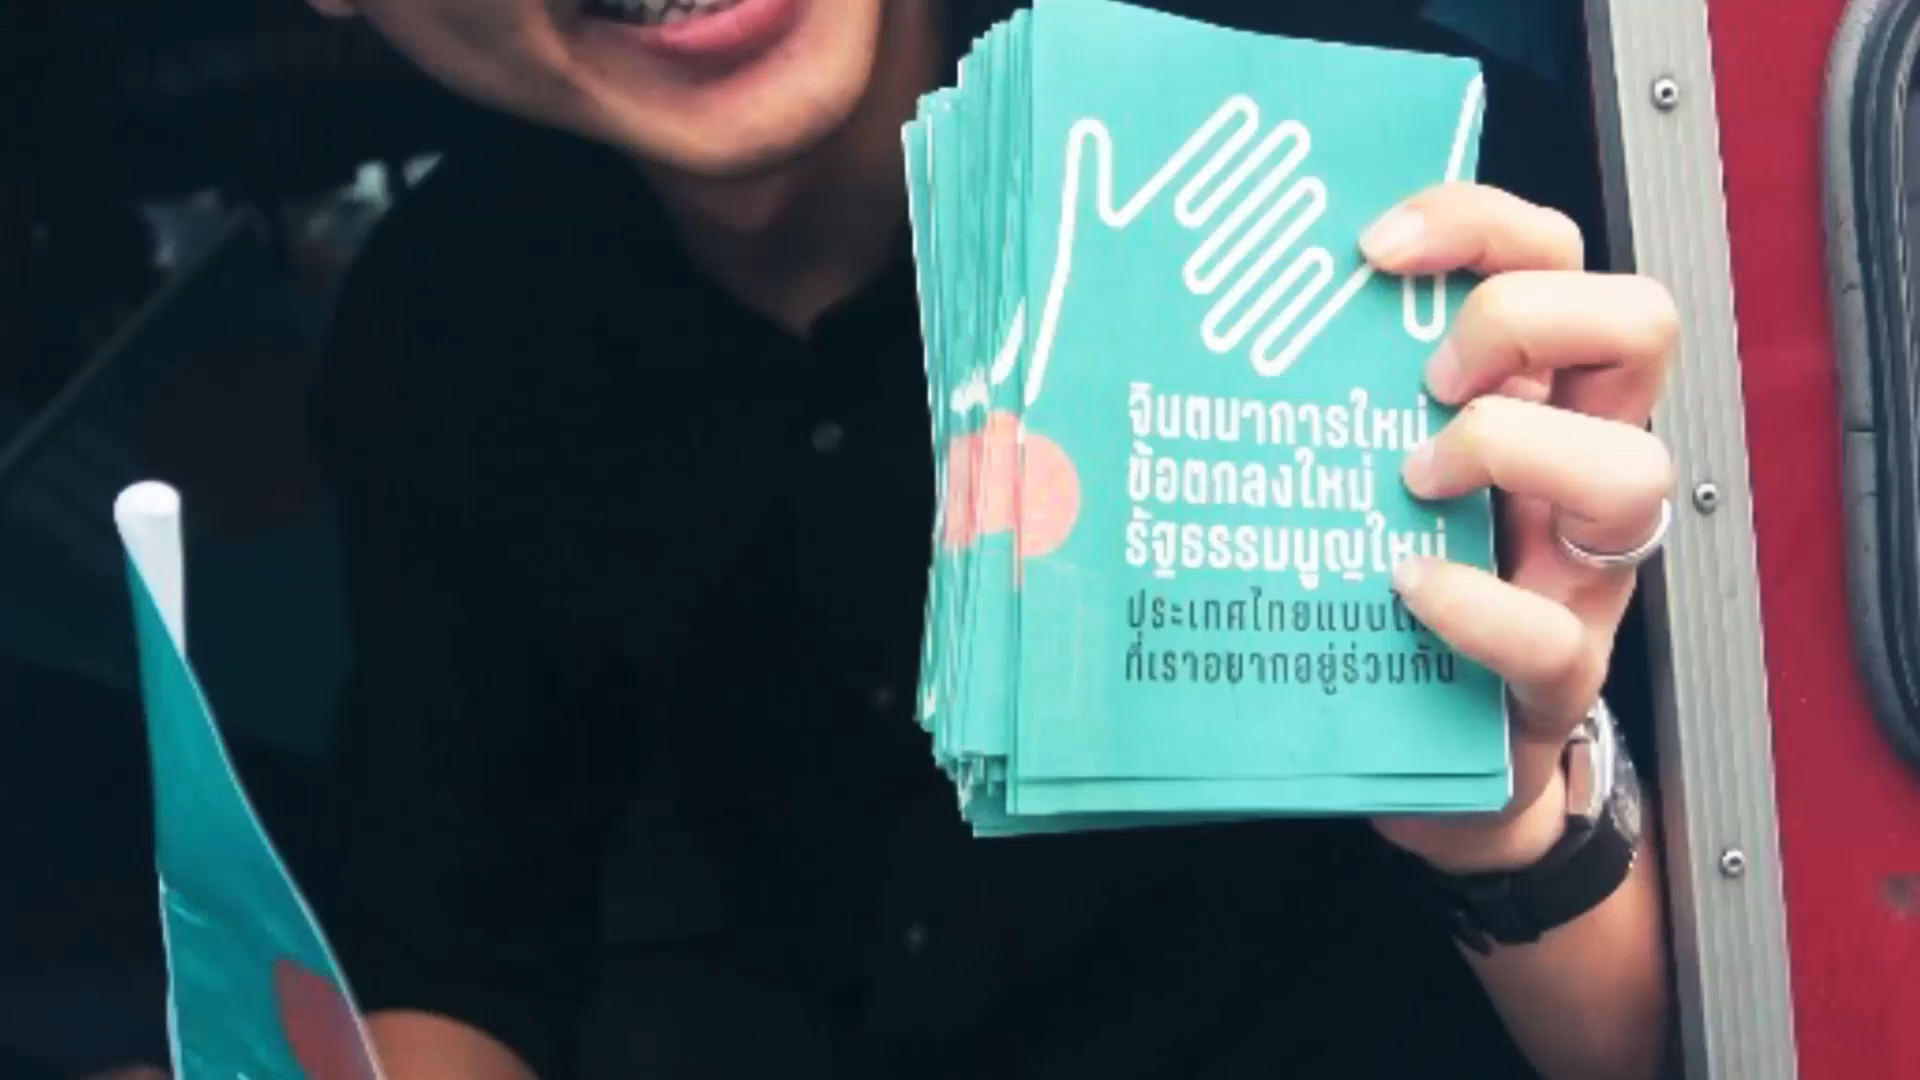 จินตนาการใหม่
ข้อตกลงใหม่
รัฐธรรมนูญใหม่
ประเทศไทยแบบ
ที่เราอยากอยู่ร่วมกัน